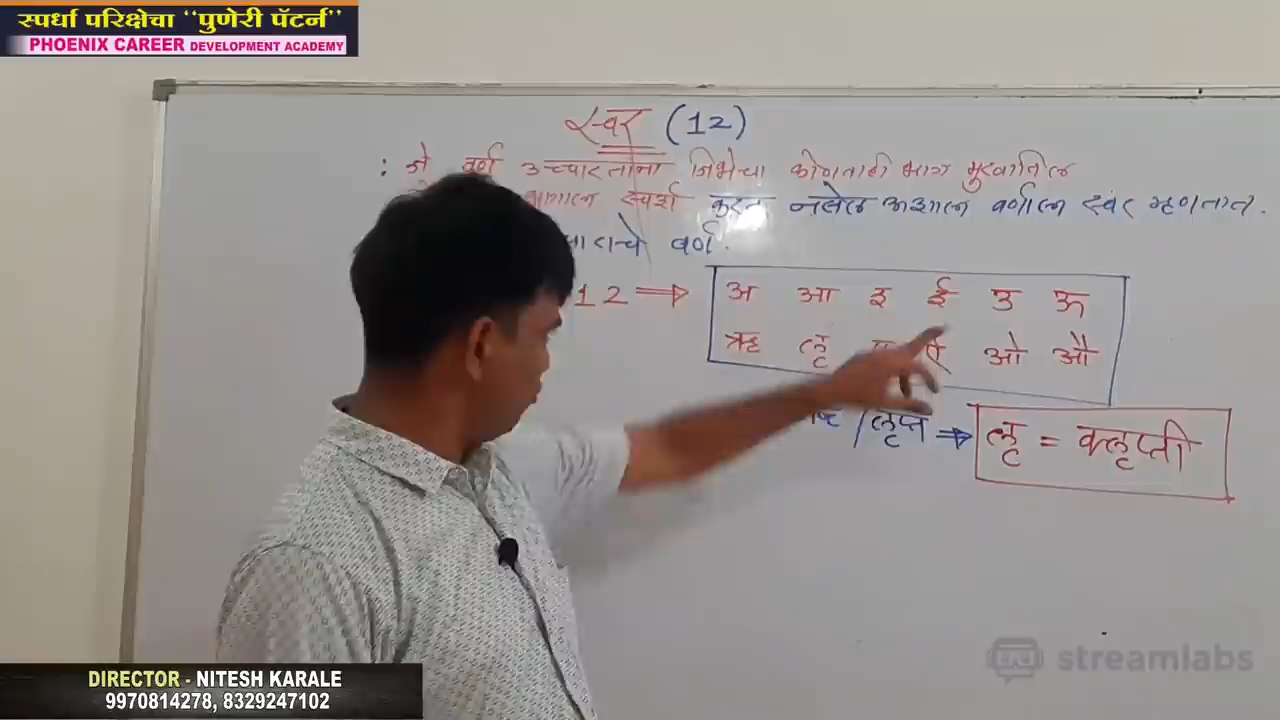 स्पर्धा परिक्षेचा "पुणेरी पॅटर्न"
PHOENIX CAREER DEVELOPMENT ACADEMY
स्वर (12)
: जे वर्ण उच्चारताना जिभेचा कोणताही भाग मुखातिल
स्पर्श करत नसेल अशान वर्णान स्वर म्हणतात.
वर्ण.
12 ⇒ अ आ इ ई उ ऊ
ऋ लृ ए ऐ ओ औ
/ लृप्त ⇒ लृ = क्लृप्ती
streamlabs
DIRECTOR - NITESH KARALE
9970814278, 8329247102